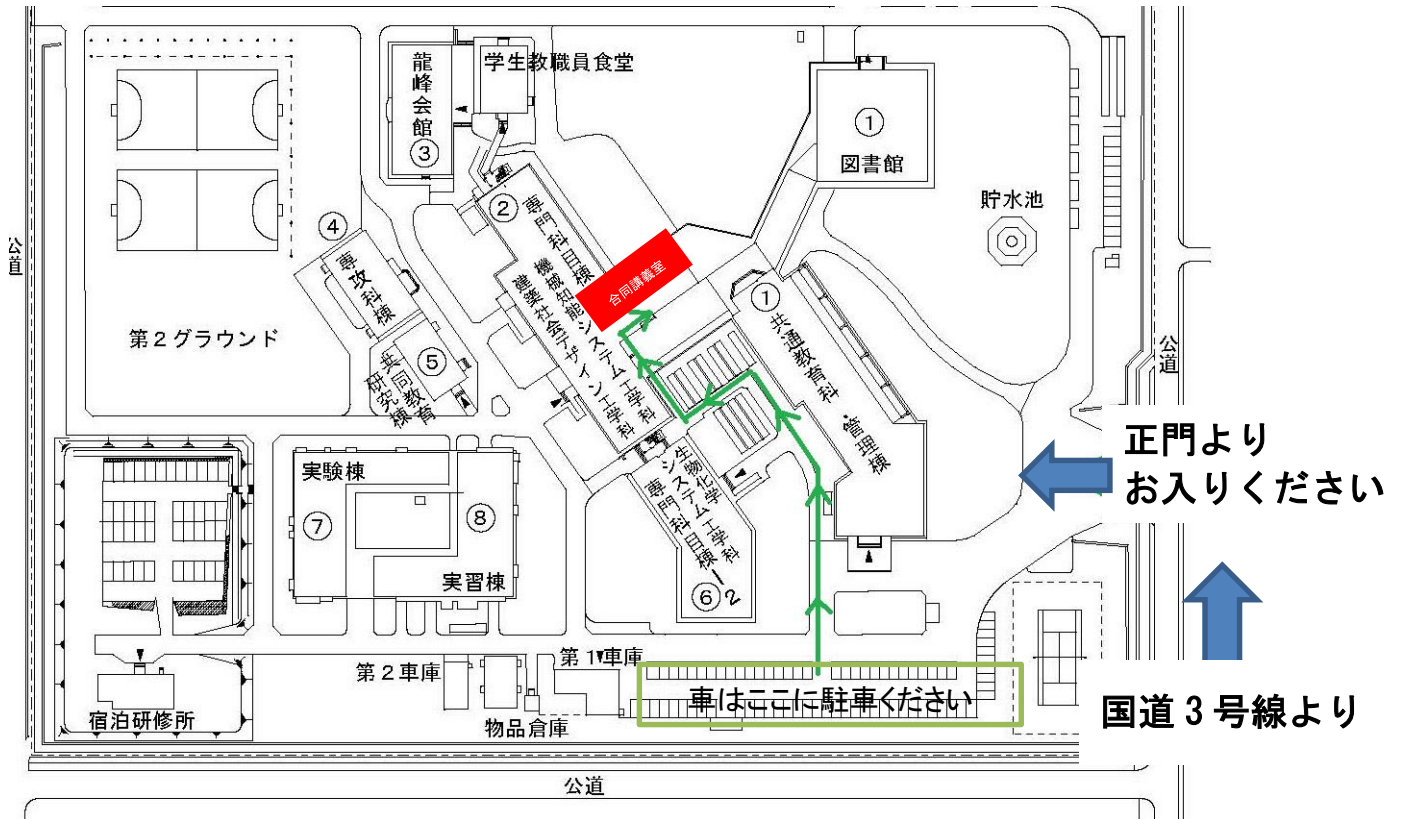 龍峰会館
③
学生教職員食堂
①
図書館
貯水池
②
専門科目棟
機械知能システム工学科
建築社会デザイン工学科
④
専攻科棟
合同講義室
①
共通教育科・管理棟
公道
第２グラウンド
⑤
共同教育
研究棟
公道
正門より
お入りください
実験棟
⑦
⑧
実習棟
生物化学
システム工学科
専門科目棟－２
⑥
第２車庫
第１車庫
車はここに駐車ください
国道３号線より
宿泊研修所
物品倉庫
公道